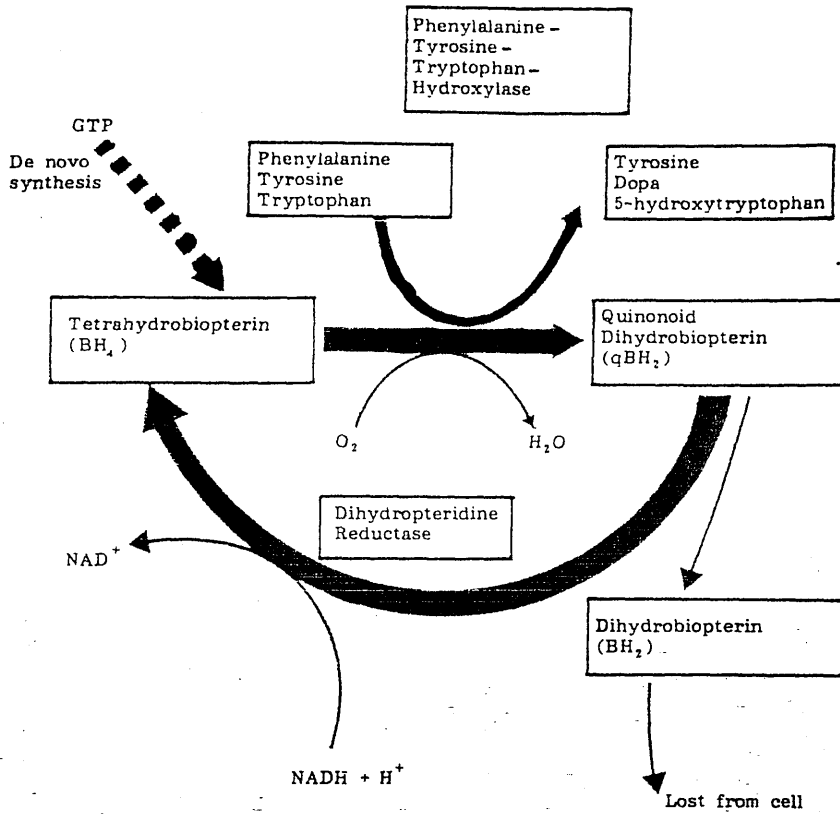 Phenylalanine-
Tyrosine-
Tryptophan-
Hydroxylase
GTP
De novo
synthesis
Phenylalanine
Tyrosine
Tryptophan
Tyrosine
Dopa
5-hydroxytryptophan
Tetrahydrobiopterin
(BH₄)
Quinonoid
Dihydrobiopterin
(qBH₂)
O₂
H₂O
Dihydropteridine
Reductase
NAD⁺
Dihydrobiopterin
(BH₂)
NADH + H⁺
Lost from cell